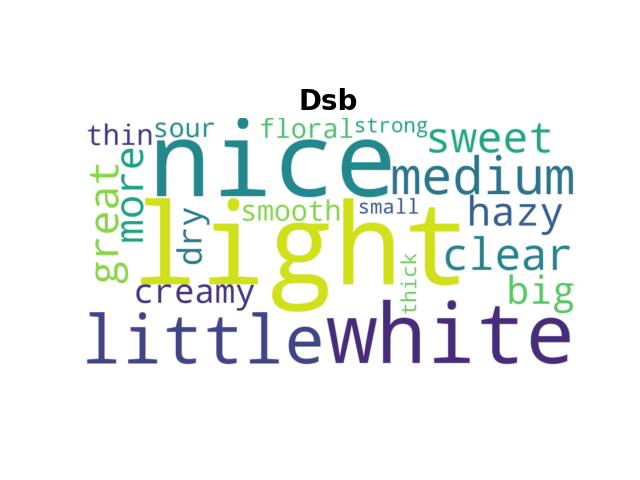 Dsb
thin sour floral strong sweet
nice
great more medium
dry smooth small hazy
light
clear
creamy thick big
little white